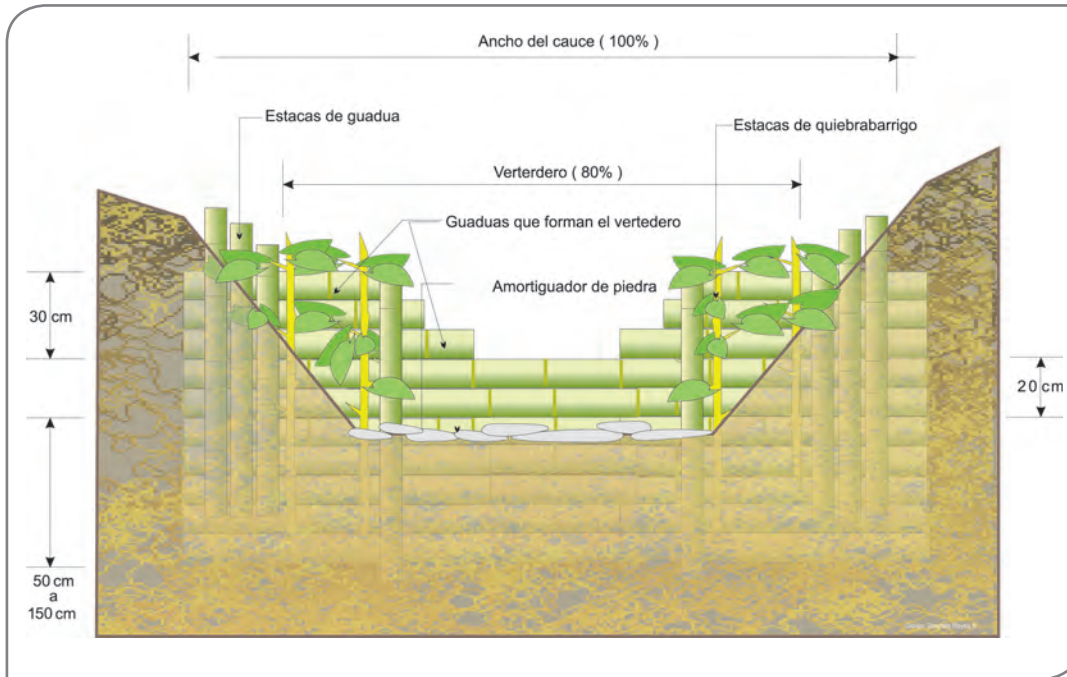 Ancho del cauce ( 100% )
Estacas de guadua
Estacas de quiebrabarrigo
Verterdero ( 80% )
Guaduas que forman el vertedero
Amortiguador de piedra
30 cm
20 cm
50 cm
a
150 cm